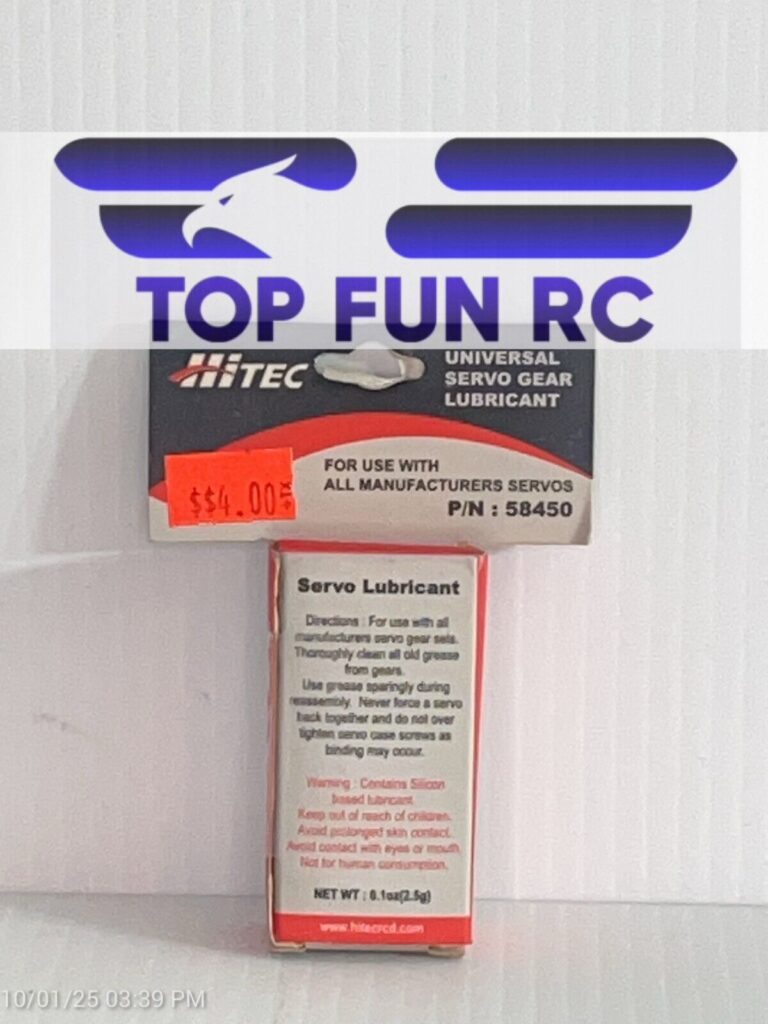 TOP FUN RC
HiTEC
UNIVERSAL
SERVO GEAR
LUBRICANT
FOR USE WITH
ALL MANUFACTURERS SERVOS
P/N : 58450
$$4.00
Servo Lubricant
Directions : For use with all
manufacturers servo gear sets.
Thoroughly clean all old grease
from gears.
Use grease sparingly during
reassembly. Never force a servo
back together and do not over
tighten servo case screws as
binding may occur.
Warning : Contains Silicon
based lubricant.
Keep out of reach of children.
Avoid prolonged skin contact.
Avoid contact with eyes or mouth.
Not for human consumption.
NET WT : 0.1oz(2.5g)
www.hitecrcd.com
10/01/25 03:39 PM